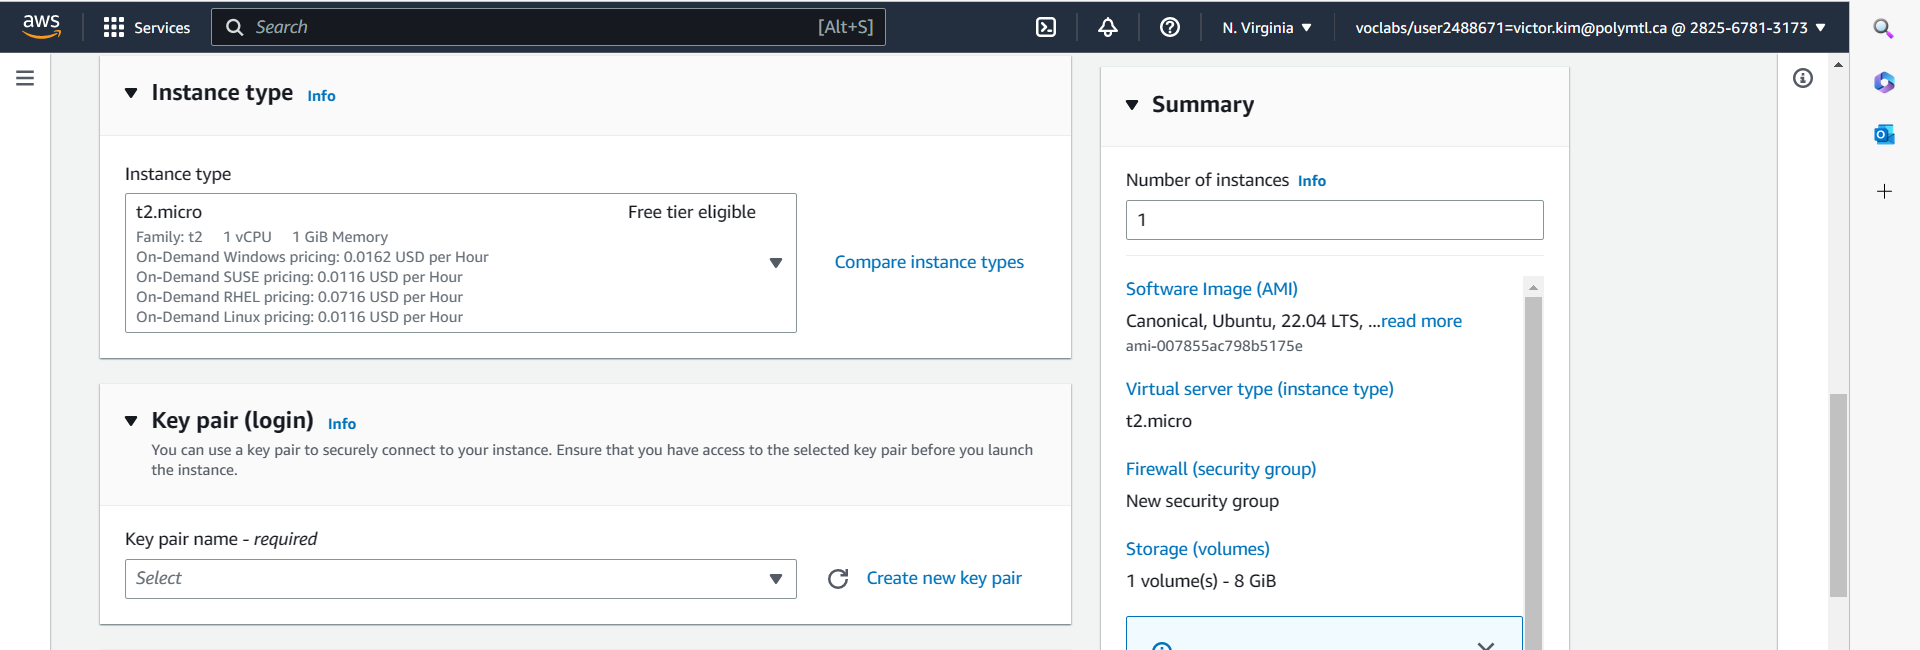 aws
Services
Search [Alt+S]
N. Virginia
voclabs/user2488671=victor.kim@polymtl.ca @ 2825-6781-3173
Instance type Info
Instance type
t2.micro Free tier eligible
Family: t2 1 vCPU 1 GiB Memory
On-Demand Windows pricing: 0.0162 USD per Hour
On-Demand SUSE pricing: 0.0116 USD per Hour
On-Demand RHEL pricing: 0.0716 USD per Hour
On-Demand Linux pricing: 0.0116 USD per Hour
Compare instance types
Key pair (login) Info
You can use a key pair to securely connect to your instance. Ensure that you have access to the selected key pair before you launch
the instance.
Key pair name - required
Select
Create new key pair
Summary
Number of instances Info
1
Software Image (AMI)
Canonical, Ubuntu, 22.04 LTS, ...read more
ami-007855ac798b5175e
Virtual server type (instance type)
t2.micro
Firewall (security group)
New security group
Storage (volumes)
1 volume(s) - 8 GiB